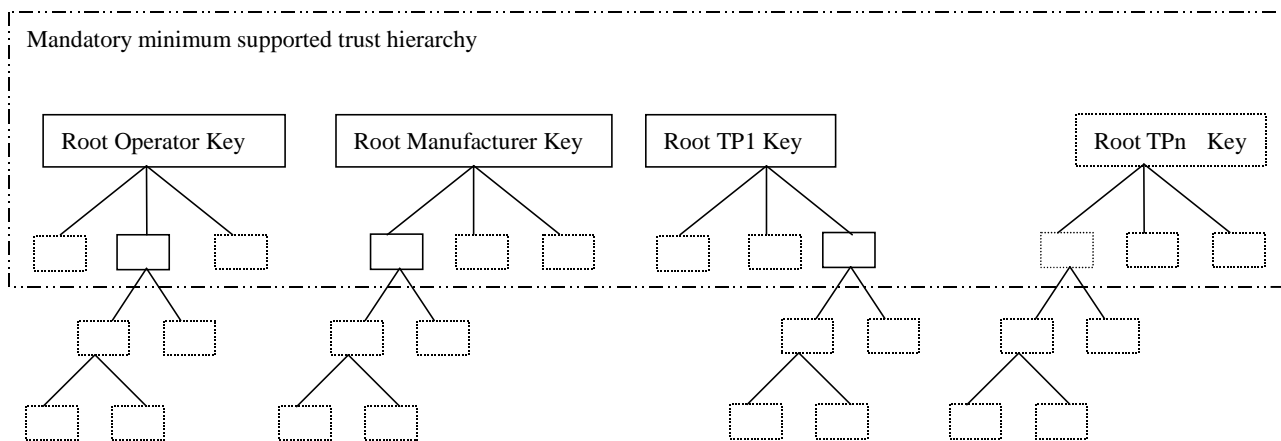 Mandatory minimum supported trust hierarchy
Root Operator Key
Root Manufacturer Key
Root TP1 Key
Root TPn Key